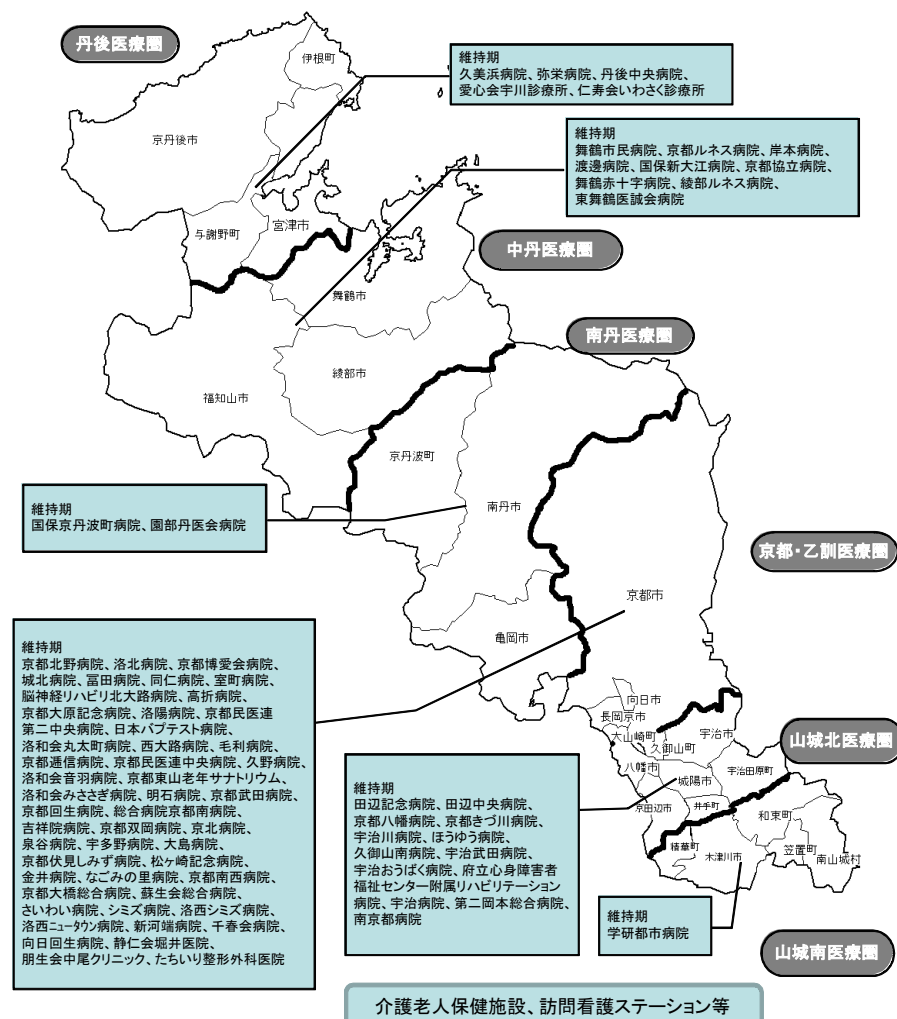 丹後医療圏
伊根町
京丹後市
与謝野町
宮津市
維持期
久美浜病院、弥栄病院、丹後中央病院、
愛心会宇川診療所、仁寿会いわさく診療所
維持期
舞鶴市民病院、京都ルネス病院、岸本病院、
渡邊病院、国保新大江病院、京都協立病院、
舞鶴赤十字病院、綾部ルネス病院、
東舞鶴医誠会病院
中丹医療圏
舞鶴市
綾部市
福知山市
南丹医療圏
京丹波町
南丹市
亀岡市
維持期
国保京丹波町病院、園部丹医会病院
京都・乙訓医療圏
京都市
向日市
長岡京市
大山崎町
維持期
京都北野病院、洛北病院、京都博愛会病院、
城北病院、冨田病院、同仁病院、室町病院、
脳神経リハビリ北大路病院、高折病院、
京都大原記念病院、洛陽病院、京都民医連
第二中央病院、日本バプテスト病院、
洛和会丸太町病院、西大路病院、毛利病院、
京都逓信病院、京都民医連中央病院、久野病院、
洛和会音羽病院、京都東山老年サナトリウム、
洛和会みささぎ病院、明石病院、京都武田病院、
京都回生病院、総合病院京都南病院、
吉祥院病院、京都双岡病院、京北病院、
泉谷病院、宇多野病院、大島病院、
京都伏見しみず病院、松ヶ崎記念病院、
金井病院、なごみの里病院、京都南西病院、
京都大橋総合病院、蘇生会総合病院、
さいわい病院、シミズ病院、洛西シミズ病院、
洛西ニュータウン病院、新河端病院、千春会病院、
向日回生病院、静仁会堀井医院、
朋生会中尾クリニック、たちいり整形外科医院
山城北医療圏
宇治市
久御山町
八幡市
城陽市
宇治田原町
京田辺市
井手町
維持期
田辺記念病院、田辺中央病院、
京都八幡病院、京都きづ川病院、
宇治川病院、ほうゆう病院、
久御山南病院、宇治武田病院、
宇治おうばく病院、府立心身障害者
福祉センター附属リハビリテーション
病院、宇治病院、第二岡本総合病院、
南京都病院
山城南医療圏
和束町
精華町
木津川市
笠置町
南山城村
維持期
学研都市病院
介護老人保健施設、訪問看護ステーション等